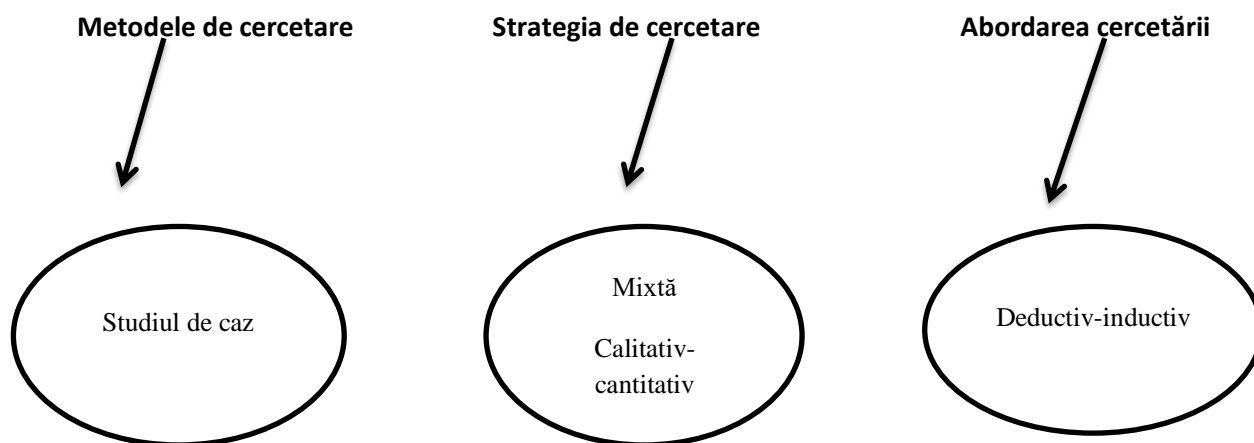 Metodele de cercetare
Strategia de cercetare
Abordarea cercetării
Studiul de caz
Mixtă
Calitativ-
cantitativ
Deductiv-inductiv